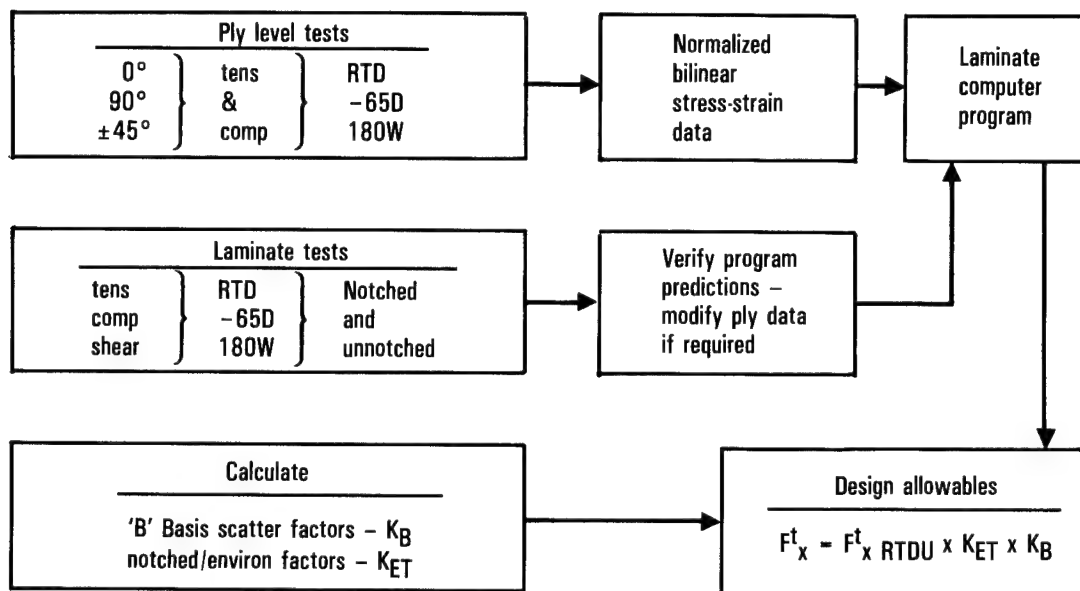 Ply level tests
0° tens RTD
90° & -65D
±45° comp 180W
Normalized
bilinear
stress-strain
data
Laminate
computer
program
Laminate tests
tens RTD Notched
comp -65D and
shear 180W unnotched
Verify program
predictions –
modify ply data
if required
Calculate
'B' Basis scatter factors – K_B
notched/environ factors – K_ET
Design allowables
F^t_x = F^t_x RTDU x K_ET x K_B